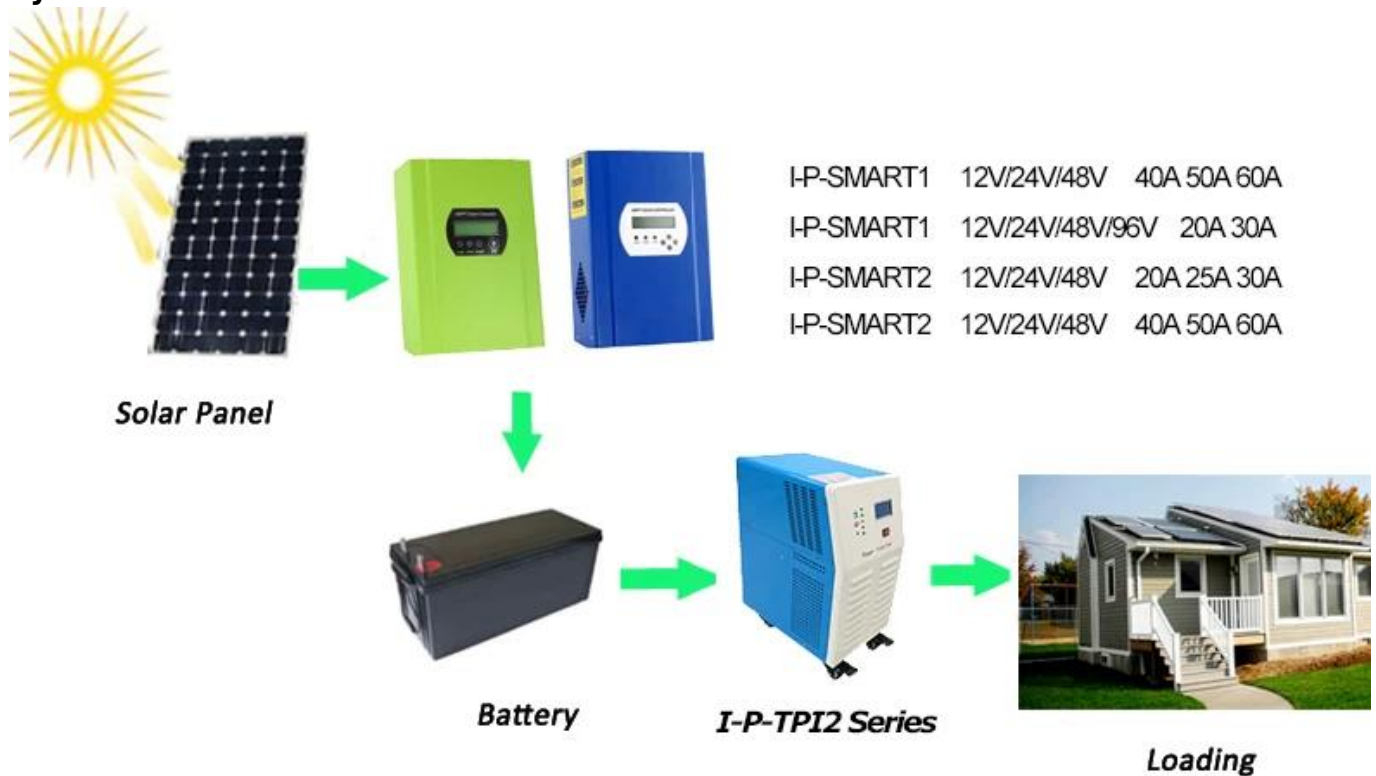 I-P-SMART1 12V/24V/48V 40A 50A 60A
I-P-SMART1 12V/24V/48V/96V 20A 30A
I-P-SMART2 12V/24V/48V 20A 25A 30A
I-P-SMART2 12V/24V/48V 40A 50A 60A
Solar Panel
Battery
I-P-TPI2 Series
Loading